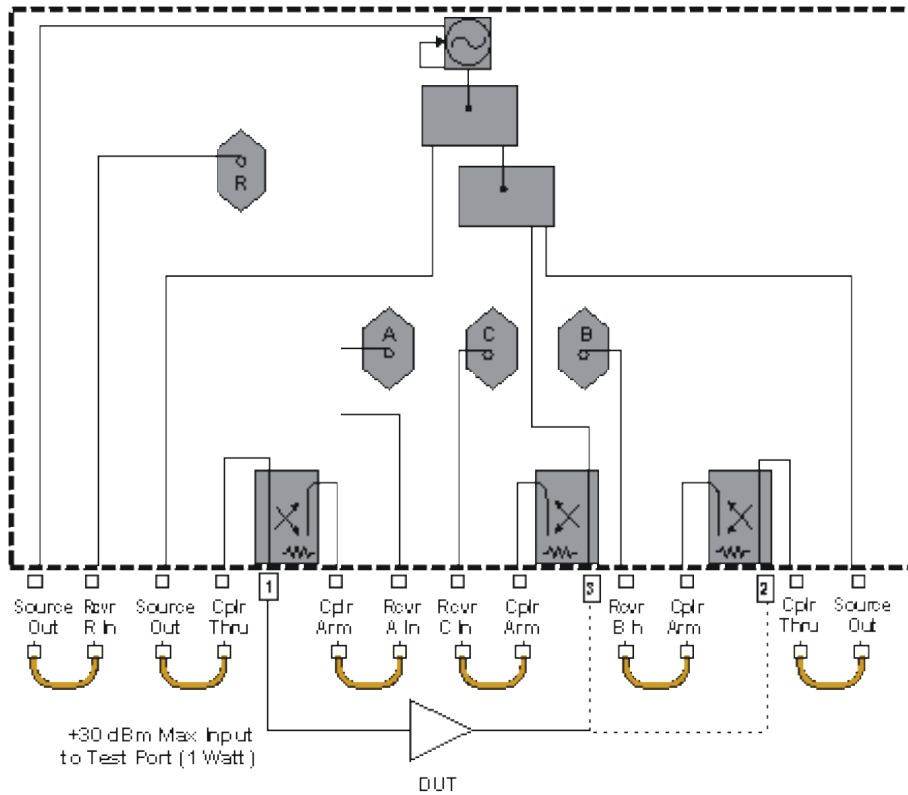 R
A
C
B
1
3
2
Source
Out
Rcvr
R In
Source
Out
Cplr
Thru
Cplr
Arm
Rcvr
A In
Rcvr
C In
Cplr
Arm
Rcvr
B In
Cplr
Arm
Cplr
Thru
Source
Out
+30 dBm Max Input
to Test Port (1 Watt)
DUT